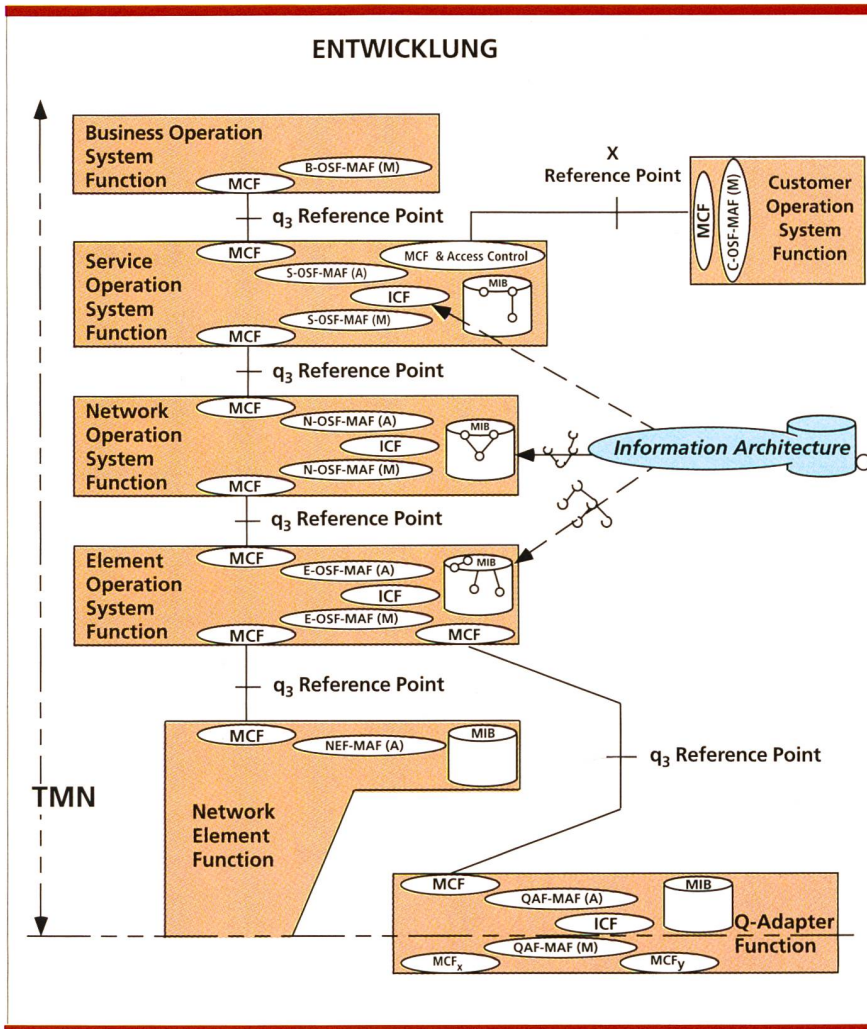 ENTWICKLUNG
Business Operation
System
Function
B-OSF-MAF (M)
MCF
q3 Reference Point
X
Reference Point
MCF
C-OSF-MAF (M)
Customer
Operation
System
Function
MCF
MCF & Access Control
Service
Operation
System
Function
S-OSF-MAF (A)
ICF
MIB
S-OSF-MAF (M)
MCF
q3 Reference Point
MCF
Network
Operation
System
Function
N-OSF-MAF (A)
ICF
MIB
N-OSF-MAF (M)
MCF
Information Architecture
q3 Reference Point
MCF
Element
Operation
System
Function
E-OSF-MAF (A)
ICF
MIB
E-OSF-MAF (M)
MCF
MCF
q3 Reference Point
MCF
NEF-MAF (A)
MIB
q3 Reference Point
TMN
Network
Element
Function
MCF
QAF-MAF (A)
MIB
ICF
Q-Adapter
Function
QAF-MAF (M)
MCFx
MCFy